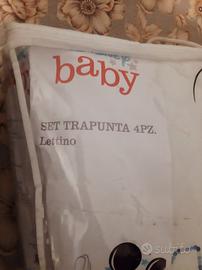 baby
SET TRAPUNTA 4PZ.
Lettino
subito